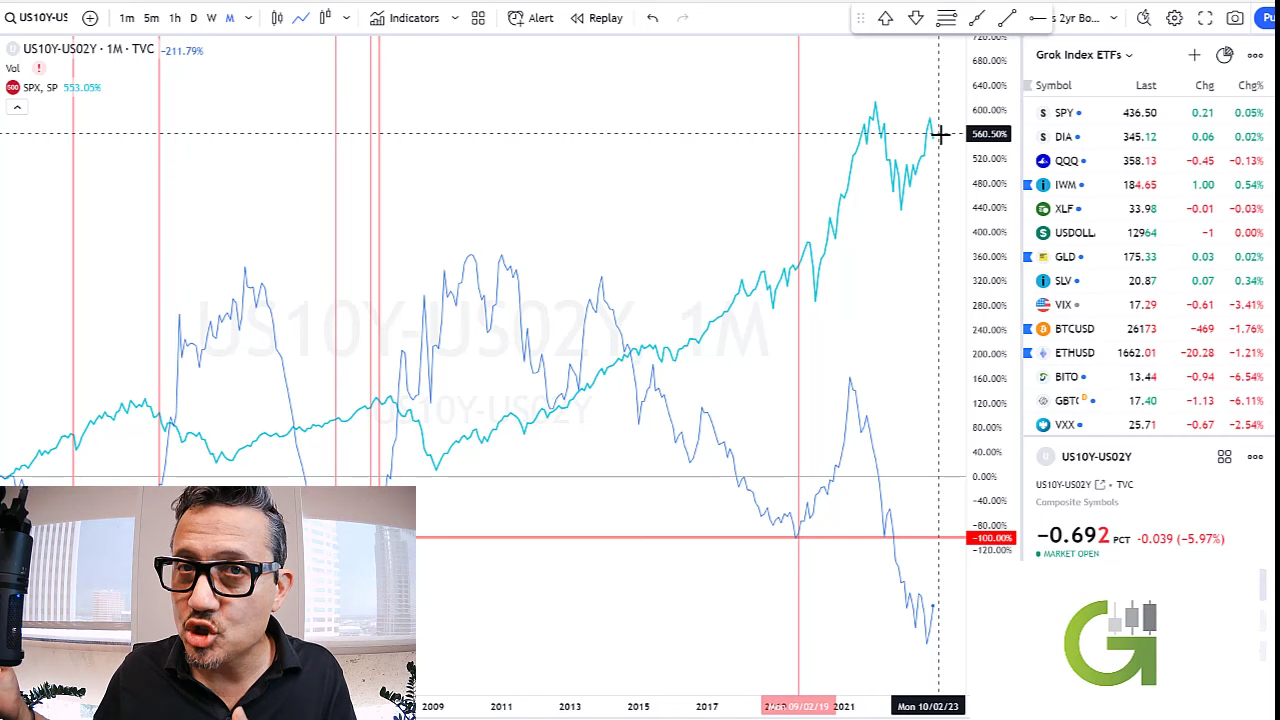 US10Y-US
1m 5m 1h D W M
Indicators
Alert
Replay
s 2yr Bo...
Pu
US10Y-US02Y · 1M · TVC -211.79%
Vol !
500 SPX, SP 553.05%
US10Y-US02Y, 1M
US10Y-US02Y
720.00%
680.00%
640.00%
600.00%
560.50%
520.00%
480.00%
440.00%
400.00%
360.00%
320.00%
280.00%
240.00%
200.00%
160.00%
120.00%
80.00%
40.00%
0.00%
-40.00%
-80.00%
-100.00%
-120.00%
2009 2011 2013 2015 2017 Mon 09/02/19 2021 Mon 10/02/23
Grok Index ETFs
Symbol Last Chg Chg%
SPY 436.50 0.21 0.05%
DIA 345.12 0.06 0.02%
QQQ 358.13 -0.45 -0.13%
IWM 184.65 1.00 0.54%
XLF 33.98 -0.01 -0.03%
USDOLL 12964 -1 0.00%
GLD 175.33 0.03 0.02%
SLV 20.87 0.07 0.34%
VIX 17.29 -0.61 -3.41%
BTCUSD 26173 -469 -1.76%
ETHUSD 1662.01 -20.28 -1.21%
BITO 13.44 -0.94 -6.54%
GBTC D 17.40 -1.13 -6.11%
VXX 25.71 -0.67 -2.54%
U US10Y-US02Y
US10Y-US02Y · TVC
Composite Symbols
-0.692 PCT -0.039 (-5.97%)
MARKET OPEN